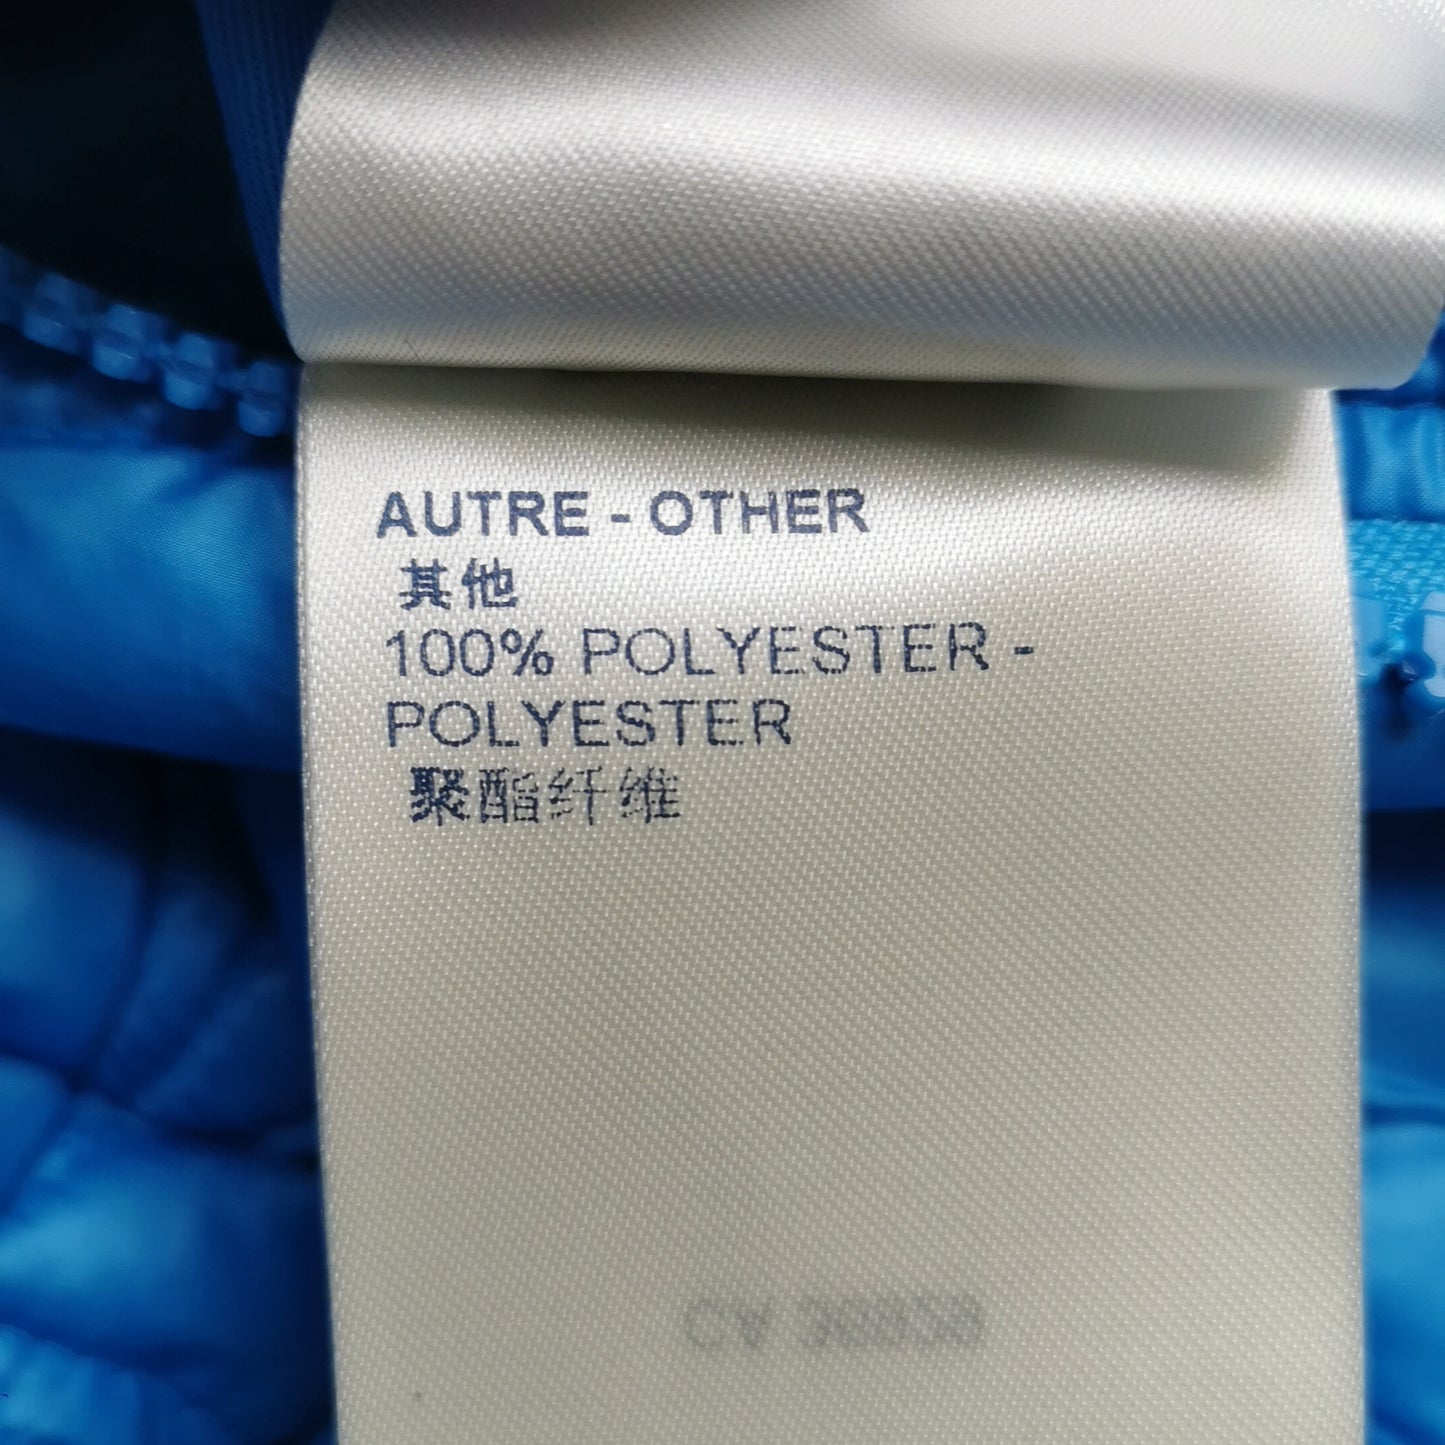 AUTRE - OTHER
其他
100% POLYESTER -
POLYESTER
聚酯纤维